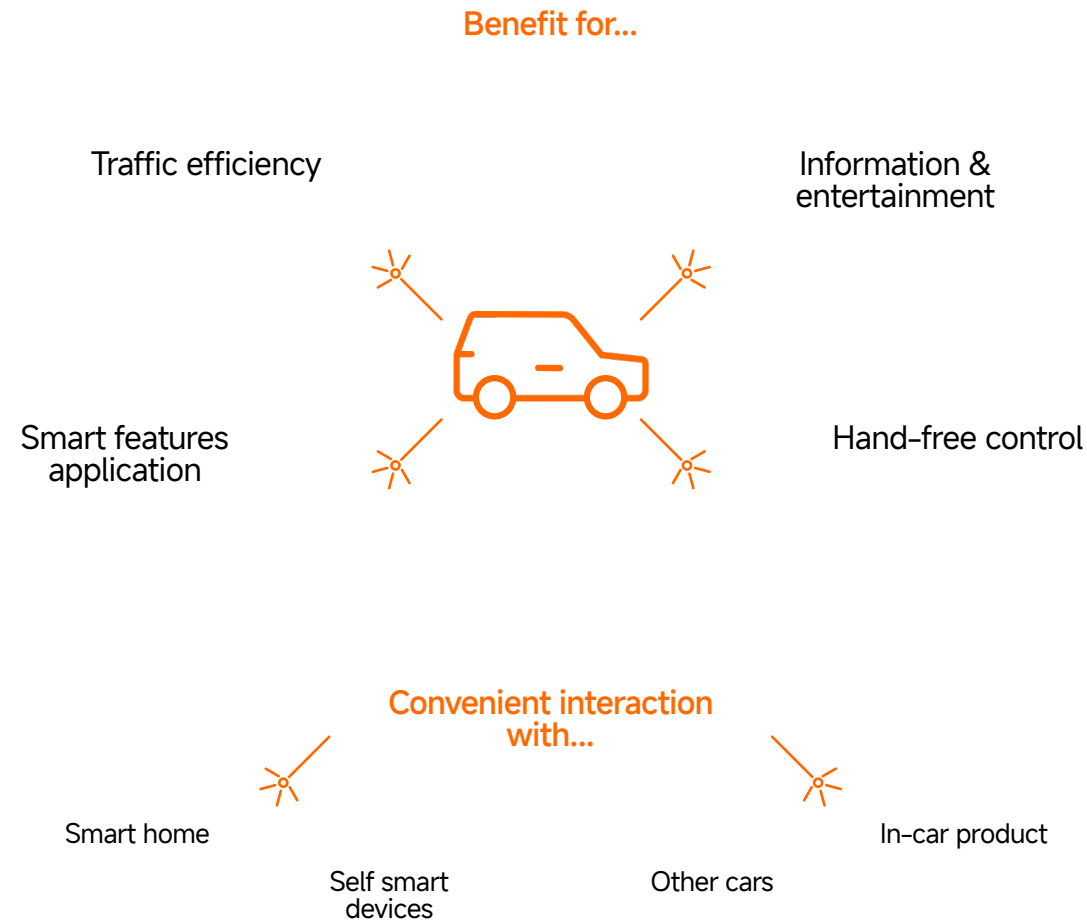 Benefit for...
Traffic efficiency
Information &
entertainment
Smart features
application
Hand-free control
Convenient interaction
with...
Smart home
In-car product
Self smart
devices
Other cars